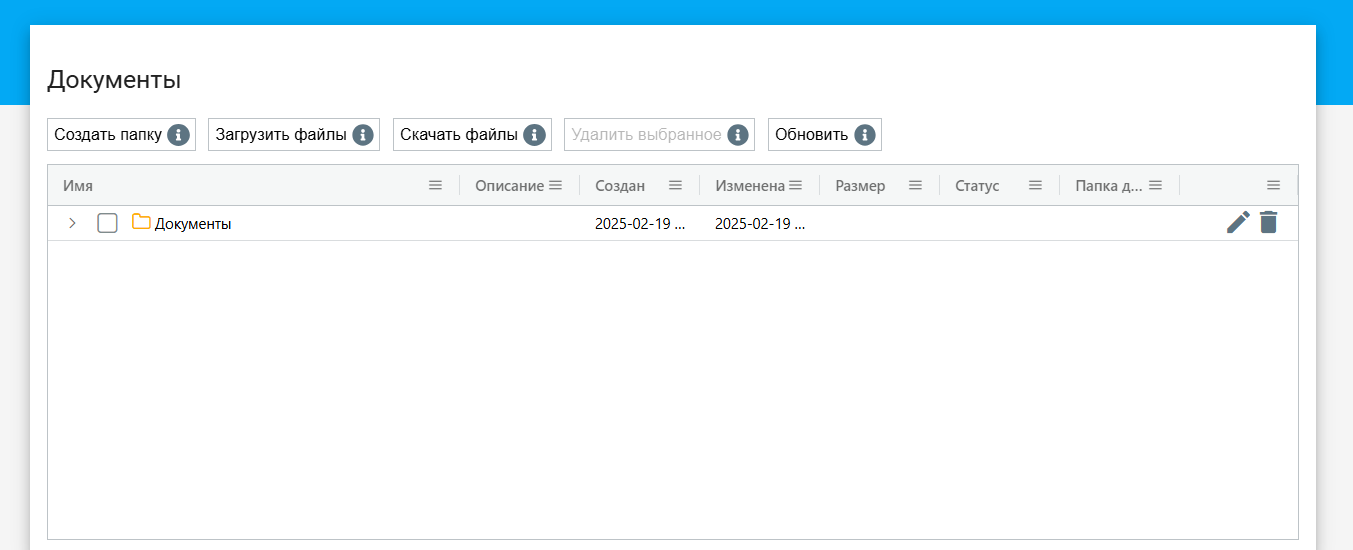 Документы
Создать папку Загрузить файлы Скачать файлы Удалить выбранное Обновить
Имя Описание Создан Изменена Размер Статус Папка д...
Документы 2025-02-19 ... 2025-02-19 ...